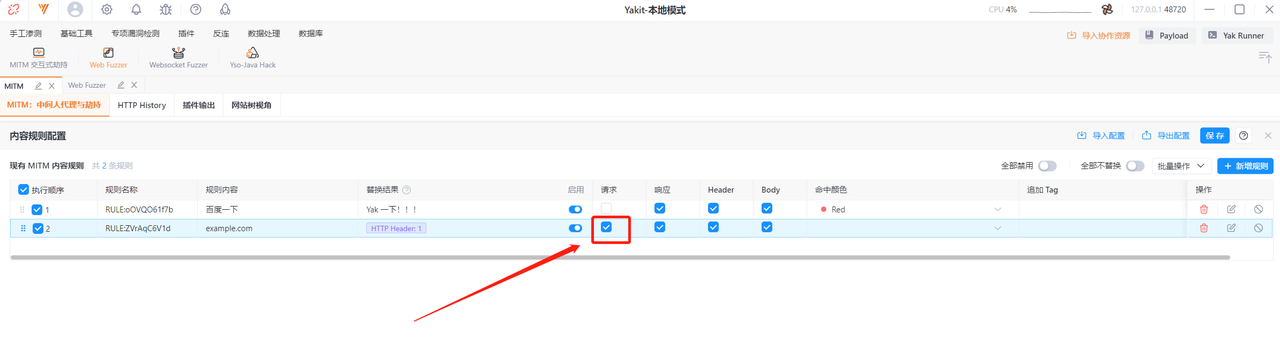 Yakit-本地模式
CPU 4%
127.0.0.1 48720
手工渗测 基础工具 专项漏洞检测 插件 反连 数据处理 数据库
导入协作资源 Payload Yak Runner
MITM 交互式劫持 Web Fuzzer Websocket Fuzzer Yso-Java Hack
MITM Web Fuzzer
MITM：中间人代理与劫持 HTTP History 插件输出 网站树视角
内容规则配置 导入配置 导出配置 保存
现有 MITM 内容规则 共 2 条规则 全部禁用 全部不替换 批量操作 新增规则
执行顺序 规则名称 规则内容 替换结果 启用 请求 响应 Header Body 命中颜色 追加 Tag 操作
1 RULE:oOVQO61f7b 百度一下 Yak 一下！！！ Red
2 RULE:ZVrAqC6V1d example.com HTTP Header: 1